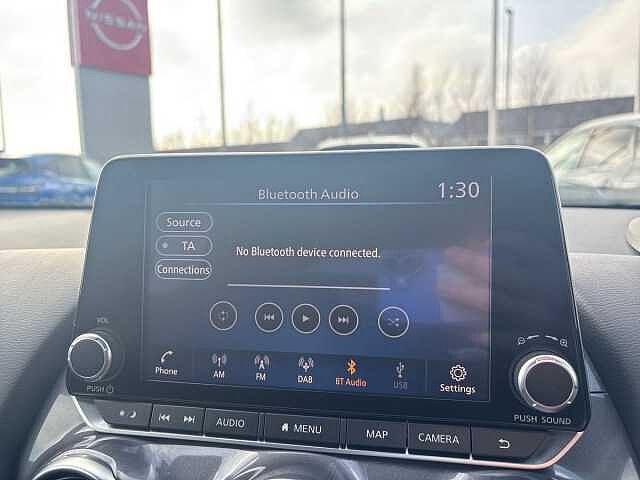 NISSAN
Bluetooth Audio
1:30
Source
TA
Connections
No Bluetooth device connected.
VOL
PUSH
Phone
AM
FM
DAB
BT Audio
USB
Settings
PUSH SOUND
AUDIO
MENU
MAP
CAMERA